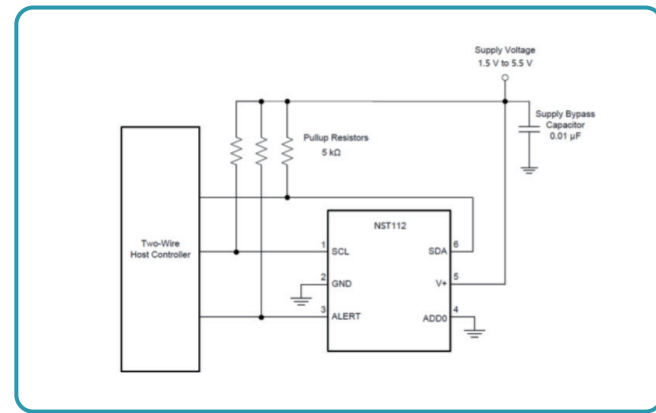 Supply Voltage
1.5 V to 5.5 V
Supply Bypass
Capacitor
0.01 µF
Pullup Resistors
5 kΩ
Two-Wire
Host Controller
NST112
1
SCL
SDA
6
2
GND
V+
5
3
ALERT
ADD0
4